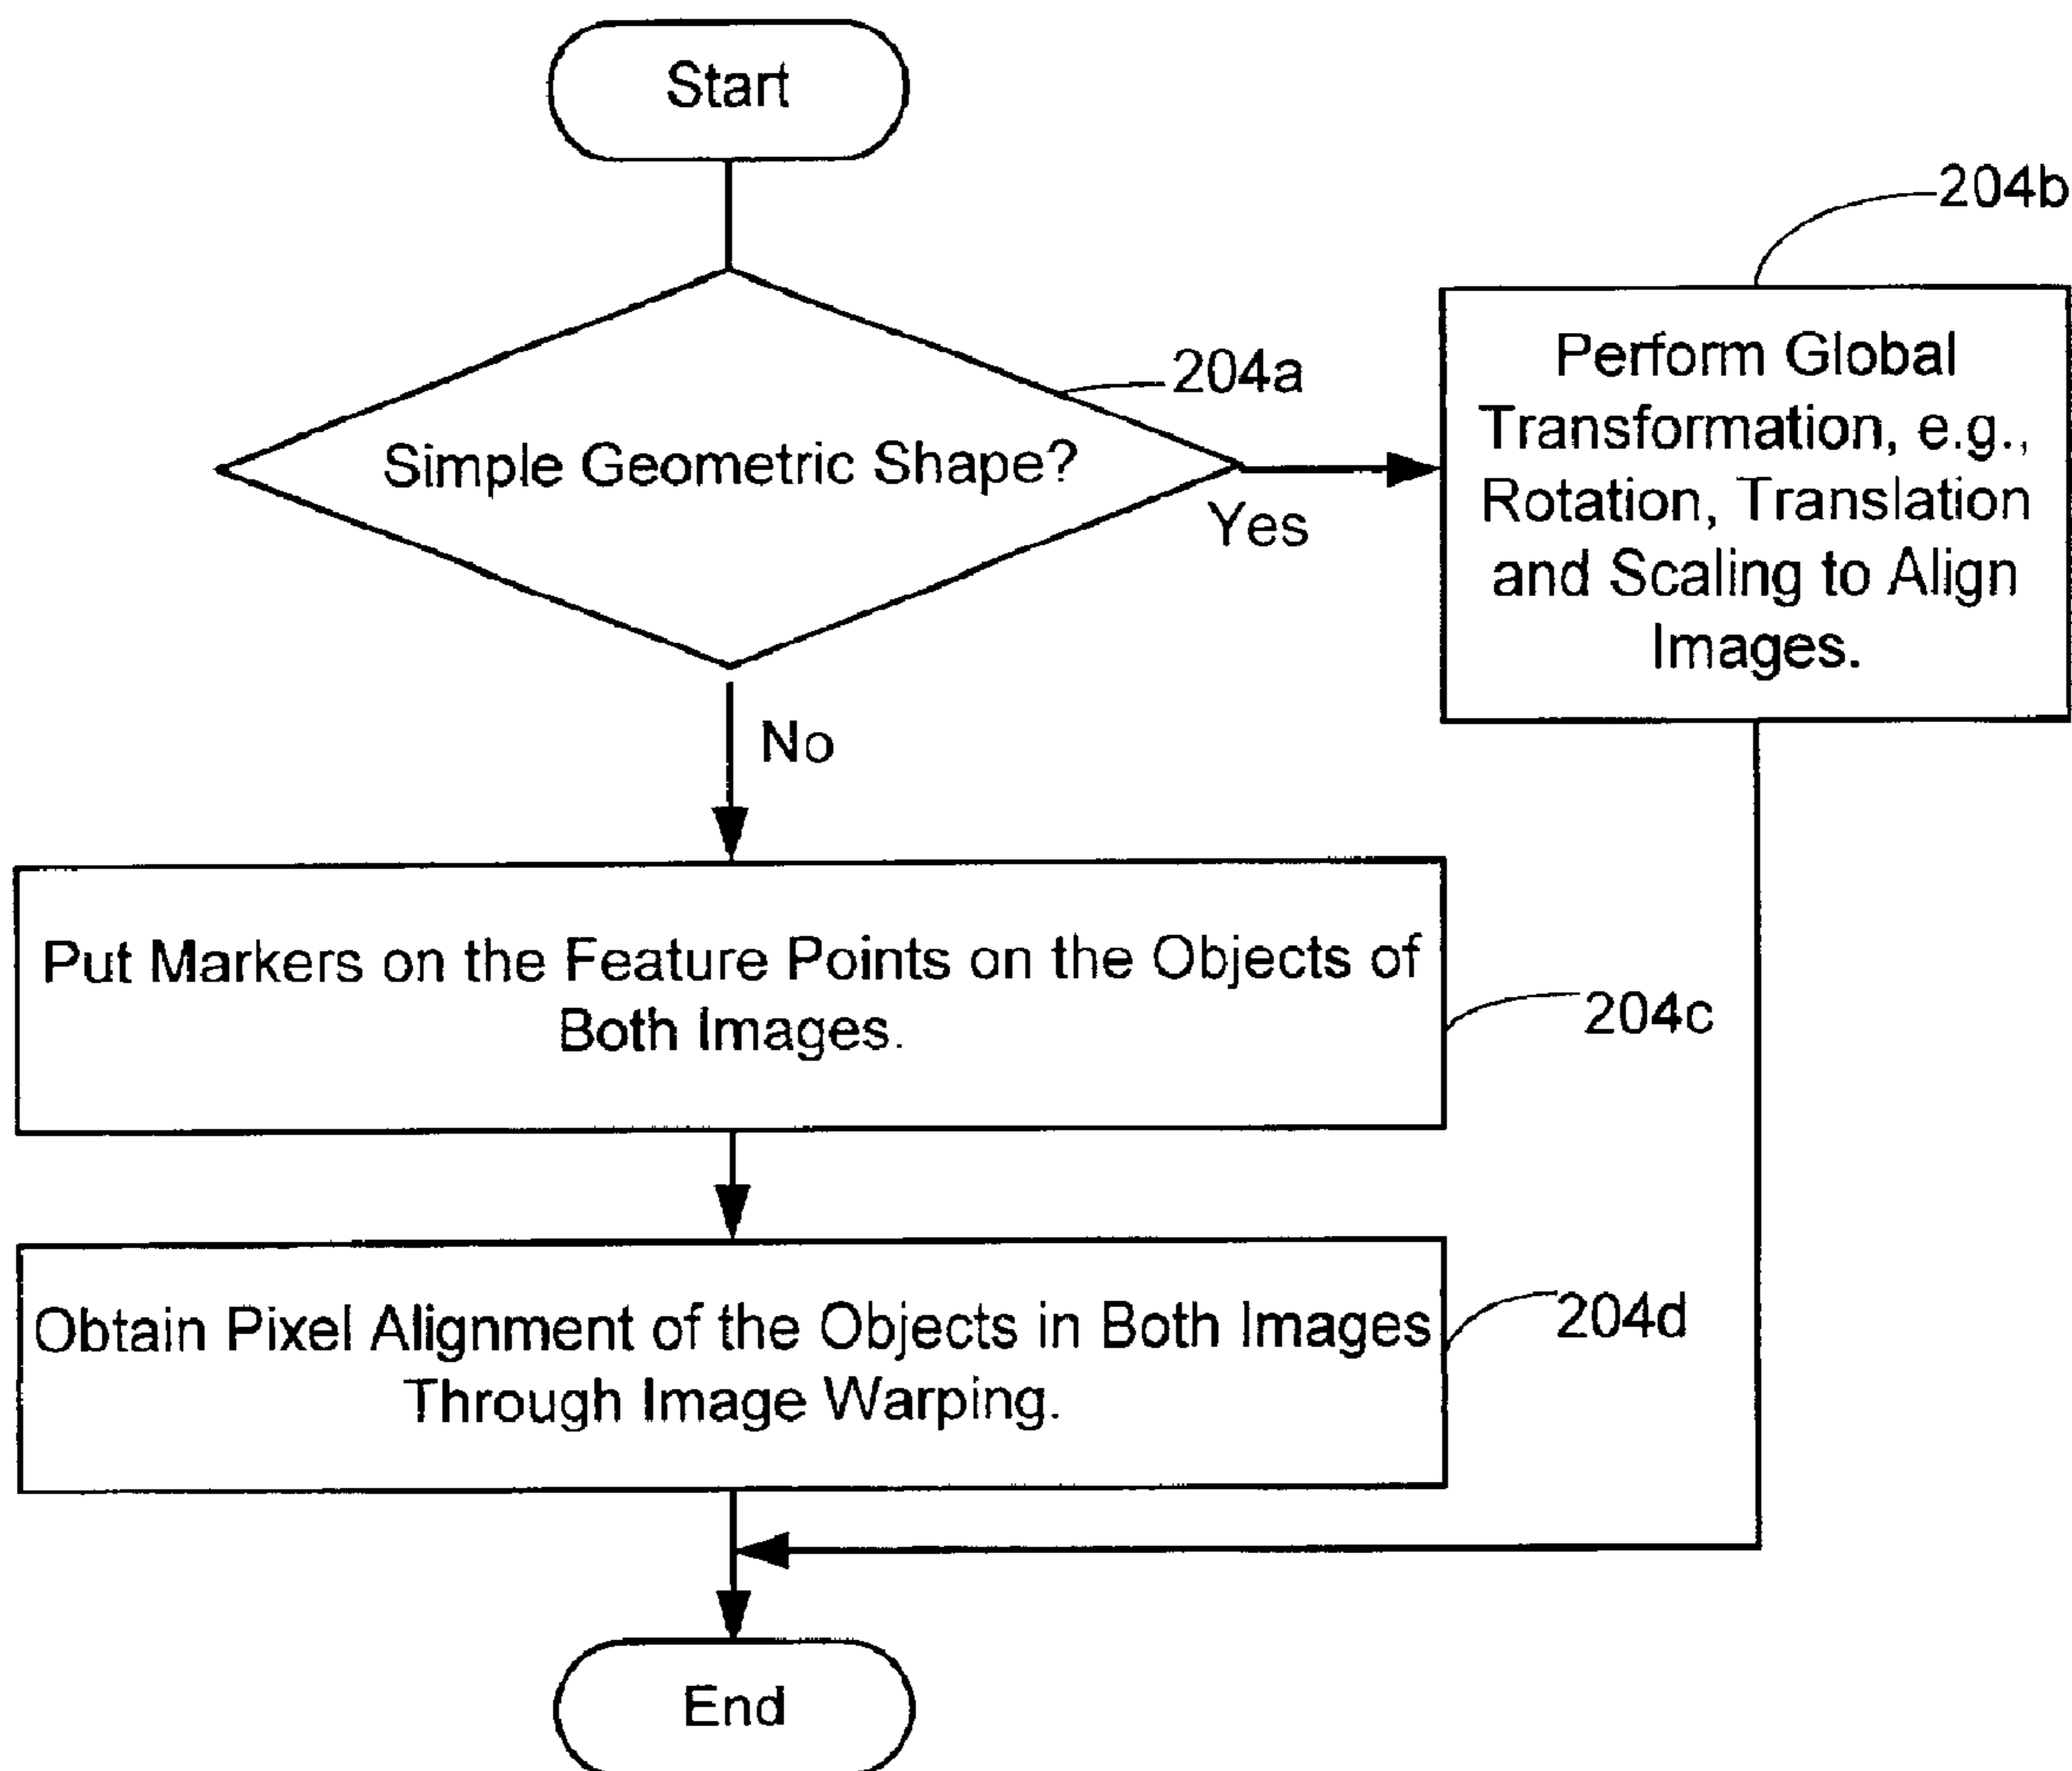 Start
204b
204a
Simple Geometric Shape?
Yes
Perform Global
Transformation, e.g.,
Rotation, Translation
and Scaling to Align
Images.
No
Put Markers on the Feature Points on the Objects of
Both Images.
204c
Obtain Pixel Alignment of the Objects in Both Images
Through Image Warping.
204d
End